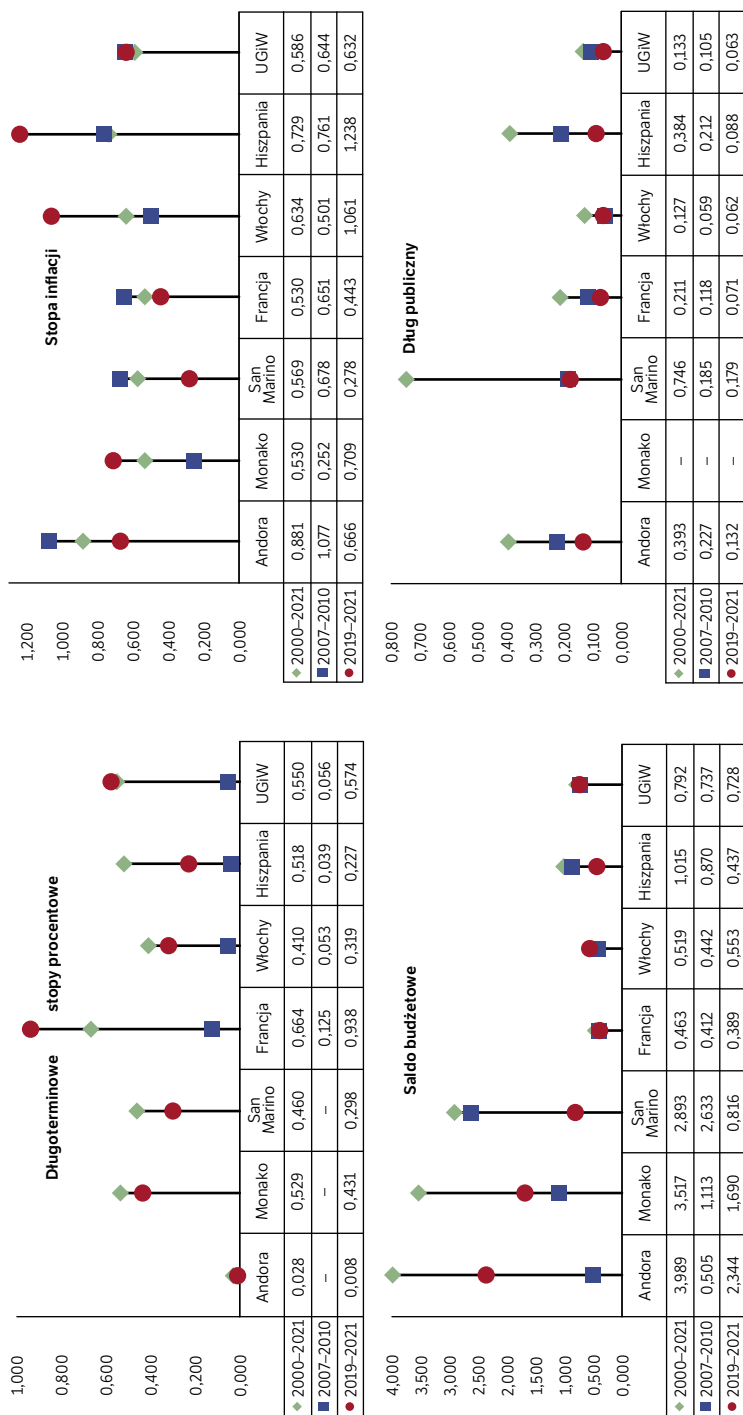 Długoterminowe stopy procentowe
1,000
0,800
0,600
0,400
0,200
0,000
Andora Monako San Marino Francja Włochy Hiszpania UGiW
2000–2021 0,028 0,529 0,460 0,664 0,410 0,518 0,550
2007–2010 – – – 0,125 0,053 0,039 0,056
2019–2021 0,008 0,431 0,298 0,938 0,319 0,227 0,574
Stopa inflacji
1,200
1,000
0,800
0,600
0,400
0,200
0,000
Andora Monako San Marino Francja Włochy Hiszpania UGiW
2000–2021 0,881 0,530 0,569 0,530 0,634 0,729 0,586
2007–2010 1,077 0,252 0,678 0,651 0,501 0,761 0,644
2019–2021 0,666 0,709 0,278 0,443 1,061 1,238 0,632
Saldo budżetowe
4,000
3,500
3,000
2,500
2,000
1,500
1,000
0,500
0,000
Andora Monako San Marino Francja Włochy Hiszpania UGiW
2000–2021 3,989 3,517 2,893 0,463 0,519 1,015 0,792
2007–2010 0,505 1,113 2,633 0,412 0,442 0,870 0,737
2019–2021 2,344 1,690 0,816 0,389 0,553 0,437 0,728
Dług publiczny
0,800
0,700
0,600
0,500
0,400
0,300
0,200
0,100
0,000
Andora Monako San Marino Francja Włochy Hiszpania UGiW
2000–2021 0,393 – 0,746 0,211 0,127 0,384 0,133
2007–2010 0,227 – 0,185 0,118 0,059 0,212 0,105
2019–2021 0,132 – 0,179 0,071 0,062 0,088 0,063